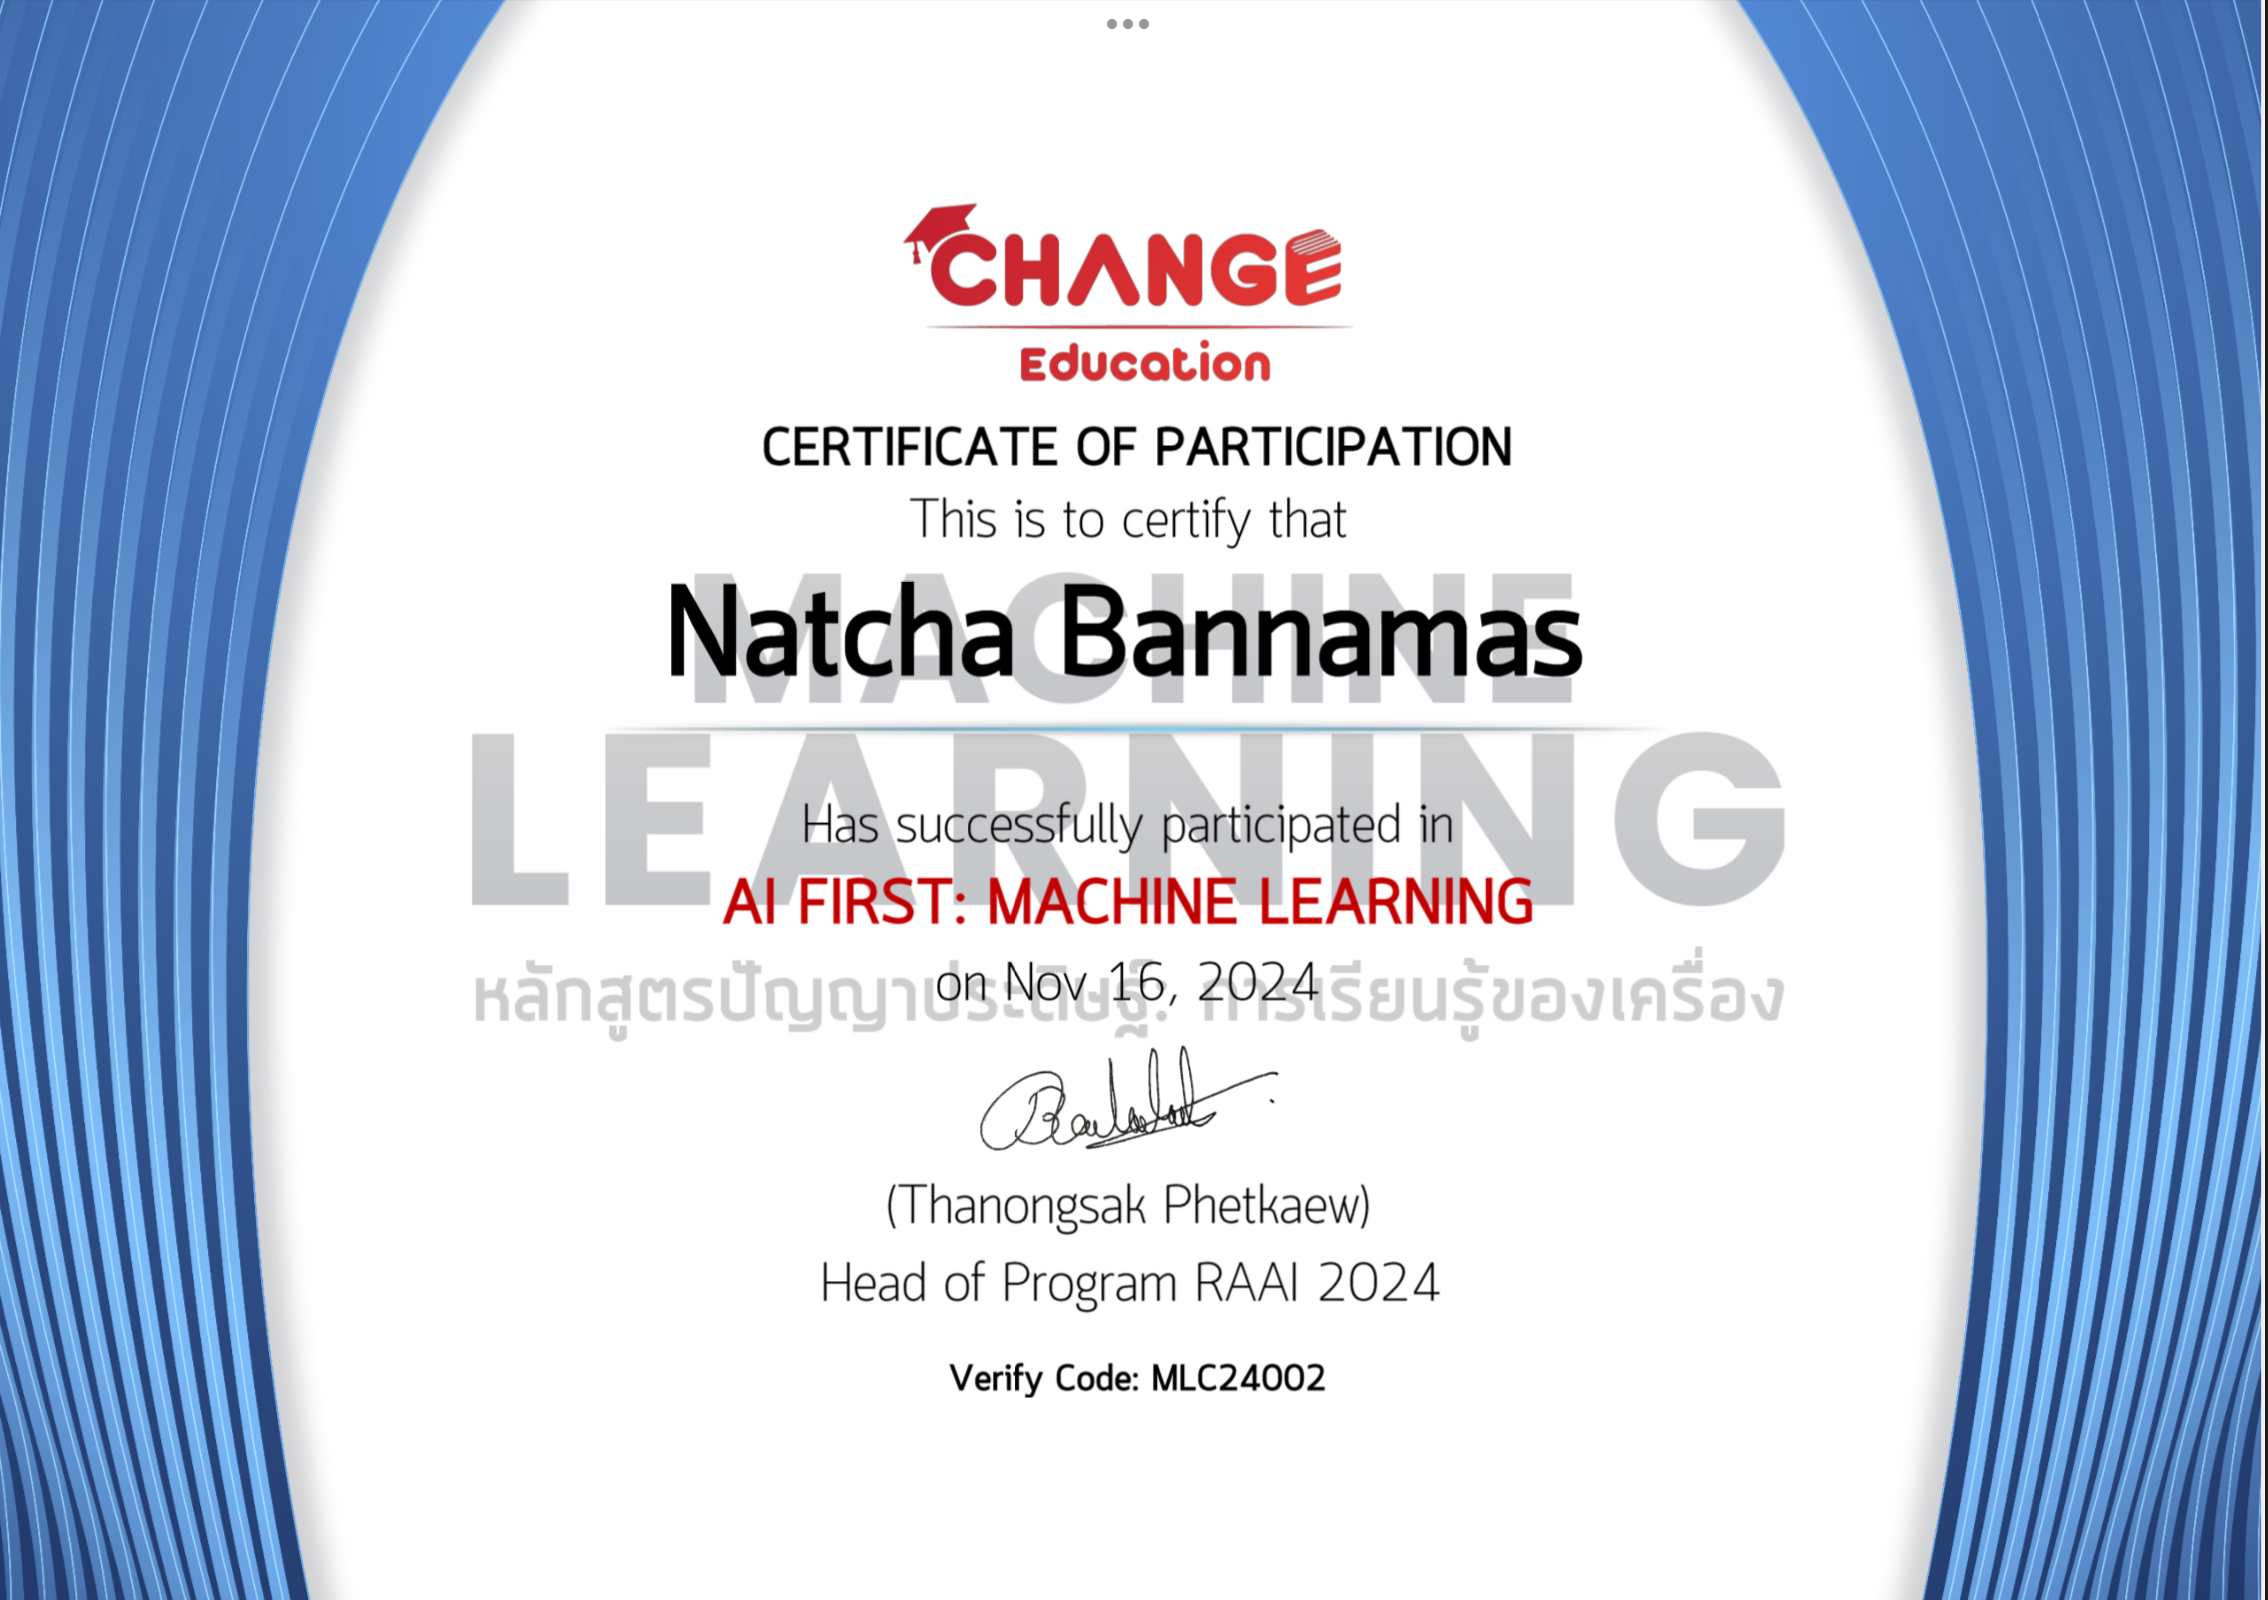 CHANGE
Education
CERTIFICATE OF PARTICIPATION
This is to certify that
MACHINE
Natcha Bannamas
LEARNING
Has successfully participated in
AI FIRST: MACHINE LEARNING
on Nov 16, 2024
หลักสูตรปัญญาประดิษฐ์: การเรียนรู้ของเครื่อง
(Thanongsak Phetkaew)
Head of Program RAAI 2024
Verify Code: MLC24002